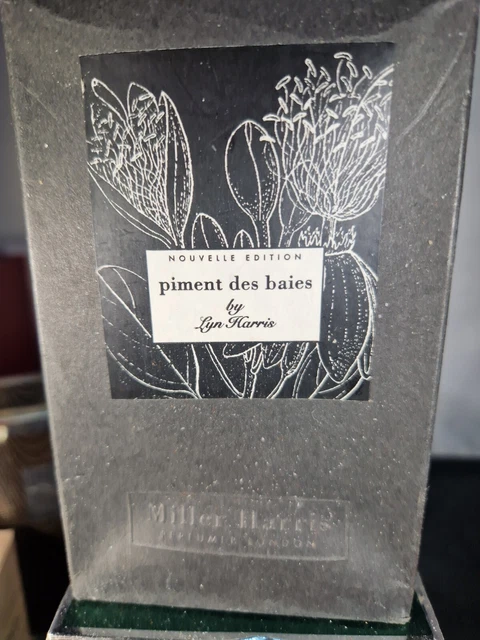 NOUVELLE EDITION
piment des baies
by
Lyn Harris
Miller Harris
PERFUMER LONDON